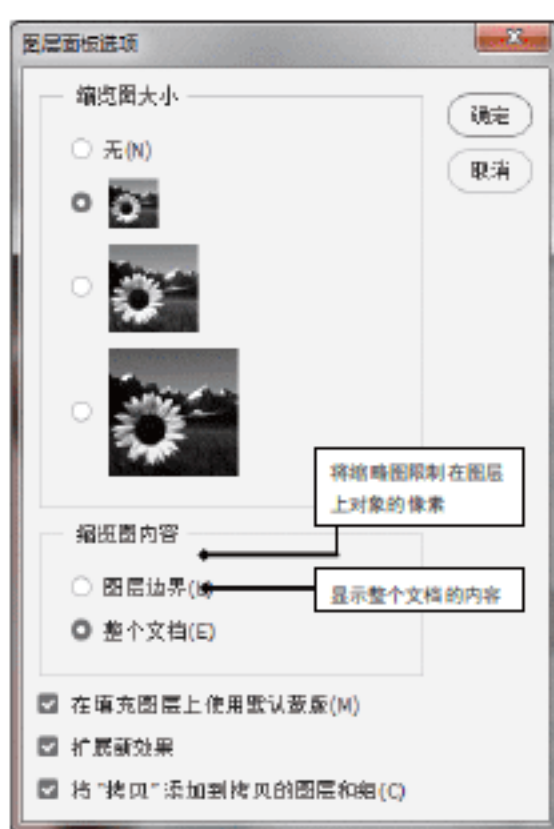 图层面板选项
缩览图大小
确定
无(N)
取消
将缩略图限制在图层
上对象的像素
缩览图内容
图层边界(
显示整个文档的内容
整个文档(E)
在填充图层上使用默认蒙版(M)
扩展新效果
将"拷贝"添加到拷贝的图层和组(C)